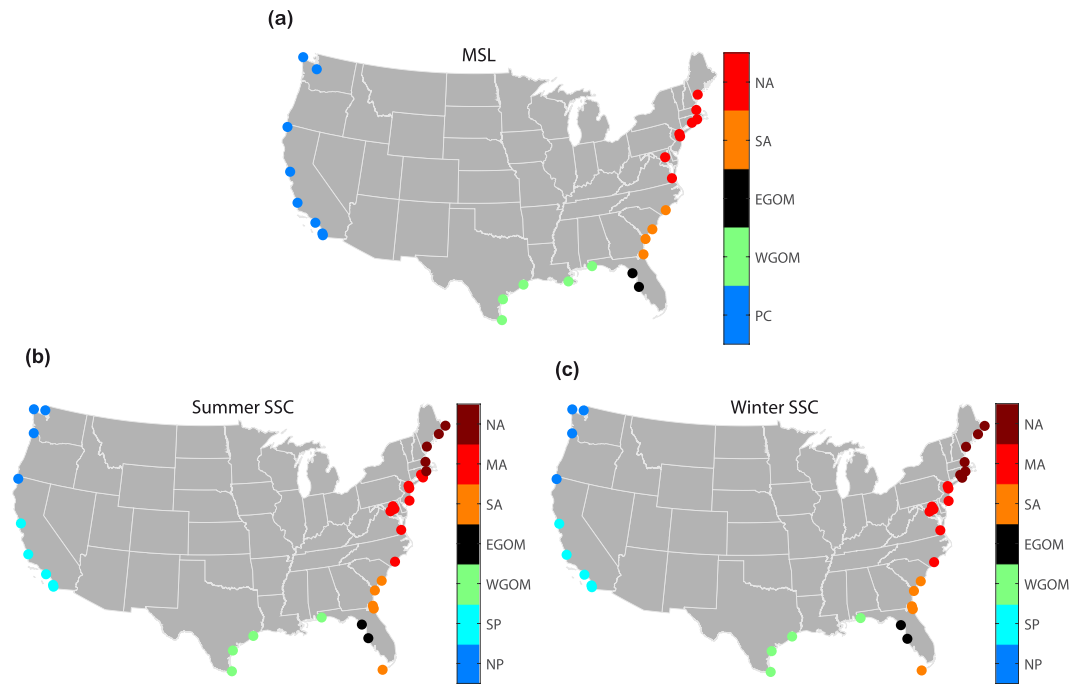 (a)
MSL
NA
SA
EGOM
WGOM
PC
(b)
Summer SSC
NA
MA
SA
EGOM
WGOM
SP
NP
(c)
Winter SSC
NA
MA
SA
EGOM
WGOM
SP
NP